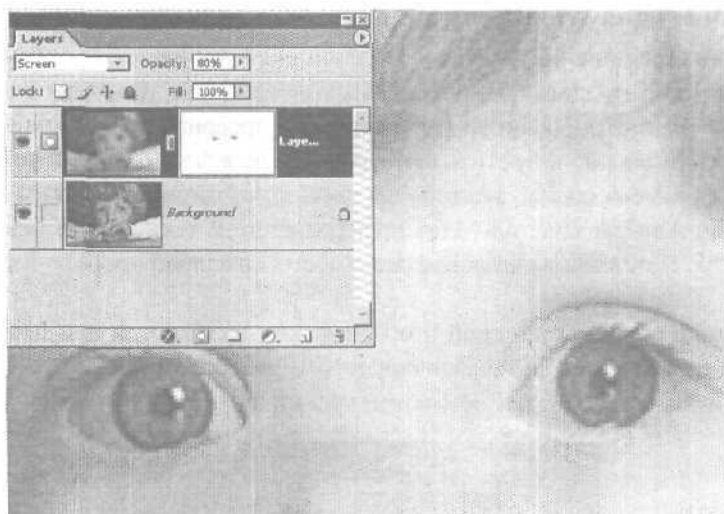 Layers
Screen Opacity: 80%
Lock: Fill: 100%
Laye...
Background